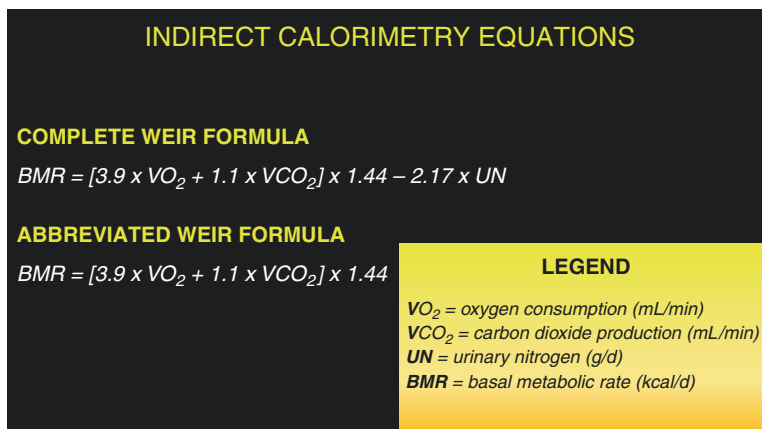 INDIRECT CALORIMETRY EQUATIONS
COMPLETE WEIR FORMULA
BMR = [3.9 x VO₂ + 1.1 x VCO₂] x 1.44 – 2.17 x UN
ABBREVIATED WEIR FORMULA
BMR = [3.9 x VO₂ + 1.1 x VCO₂] x 1.44
LEGEND
VO₂ = oxygen consumption (mL/min)
VCO₂ = carbon dioxide production (mL/min)
UN = urinary nitrogen (g/d)
BMR = basal metabolic rate (kcal/d)